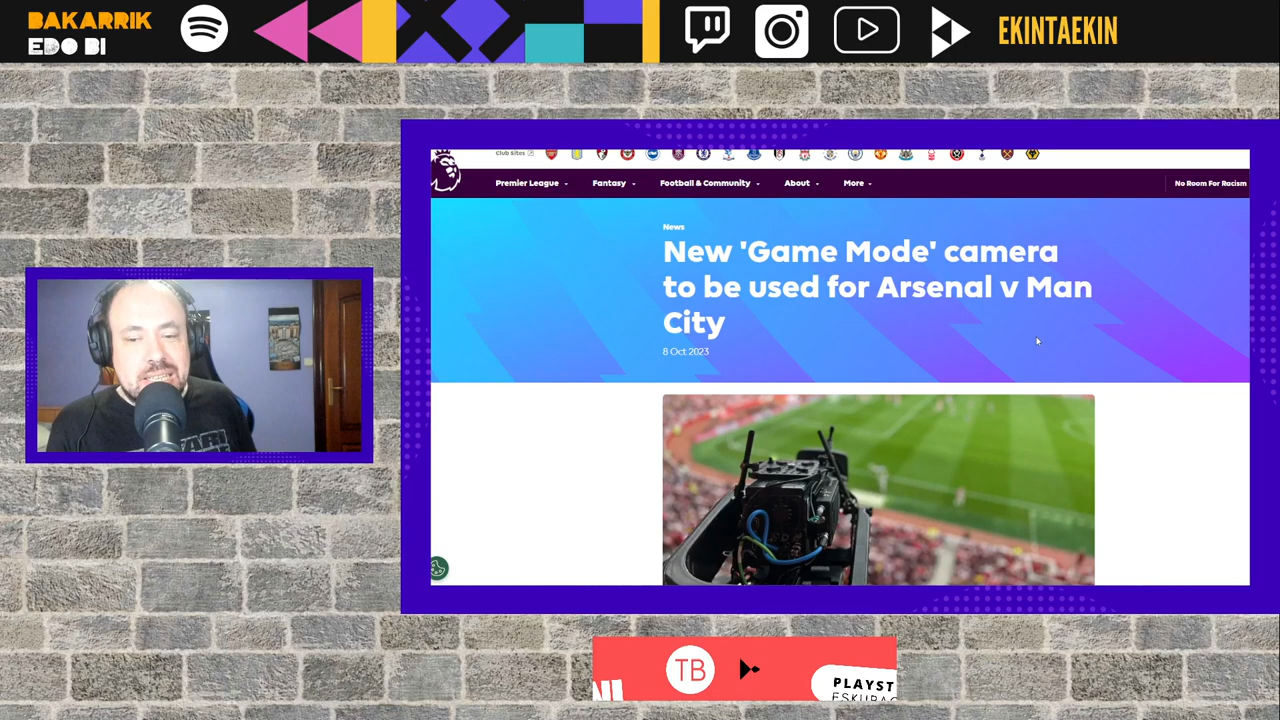 BAKARRIK
EDO BI
EKINTAEKIN
Club Sites
Premier League
Fantasy
Football & Community
About
More
No Room For Racism
News
New 'Game Mode' camera
to be used for Arsenal v Man
City
8 Oct 2023
TB
PLAYST